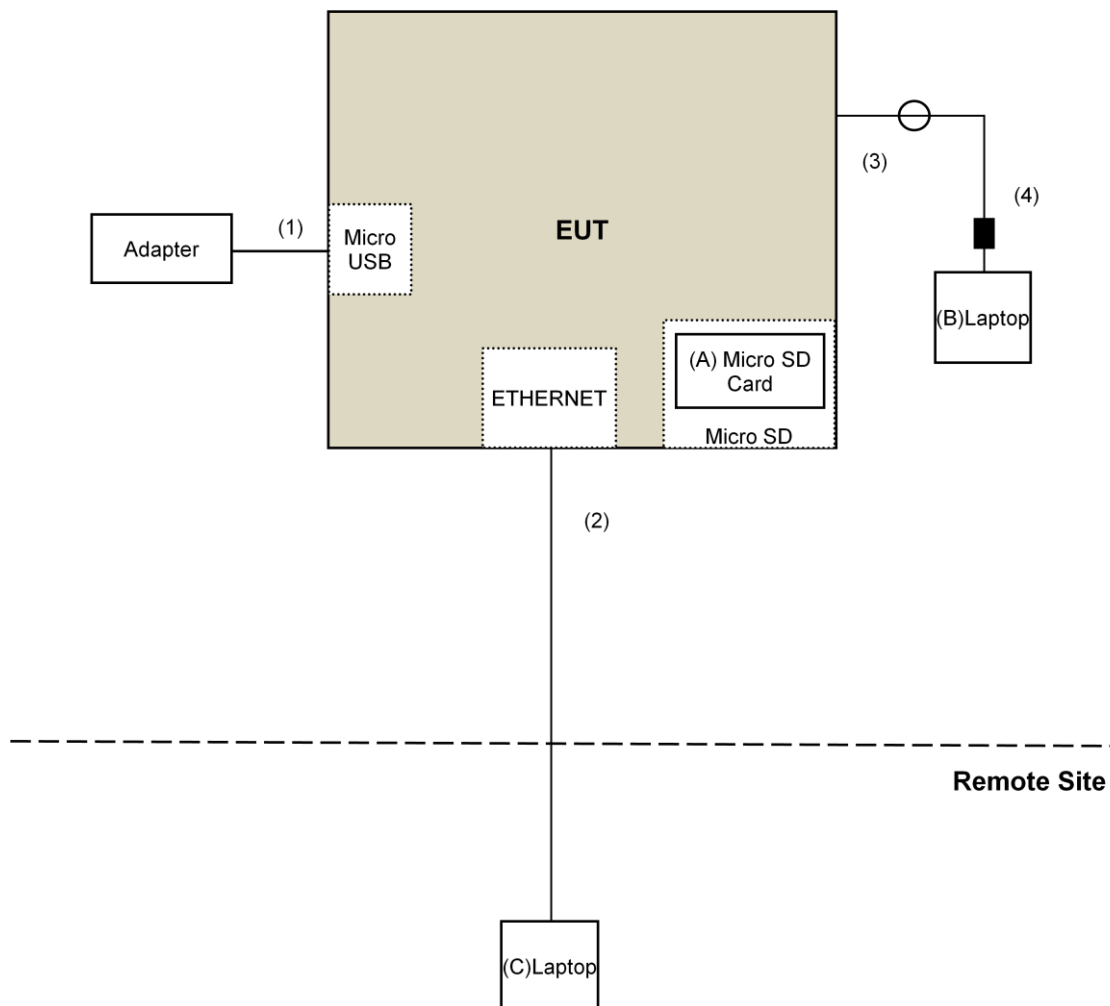 (3)
(4)
(1)
Adapter
Micro
USB
EUT
(B)Laptop
(A) Micro SD
Card
ETHERNET
Micro SD
(2)
Remote Site
(C)Laptop